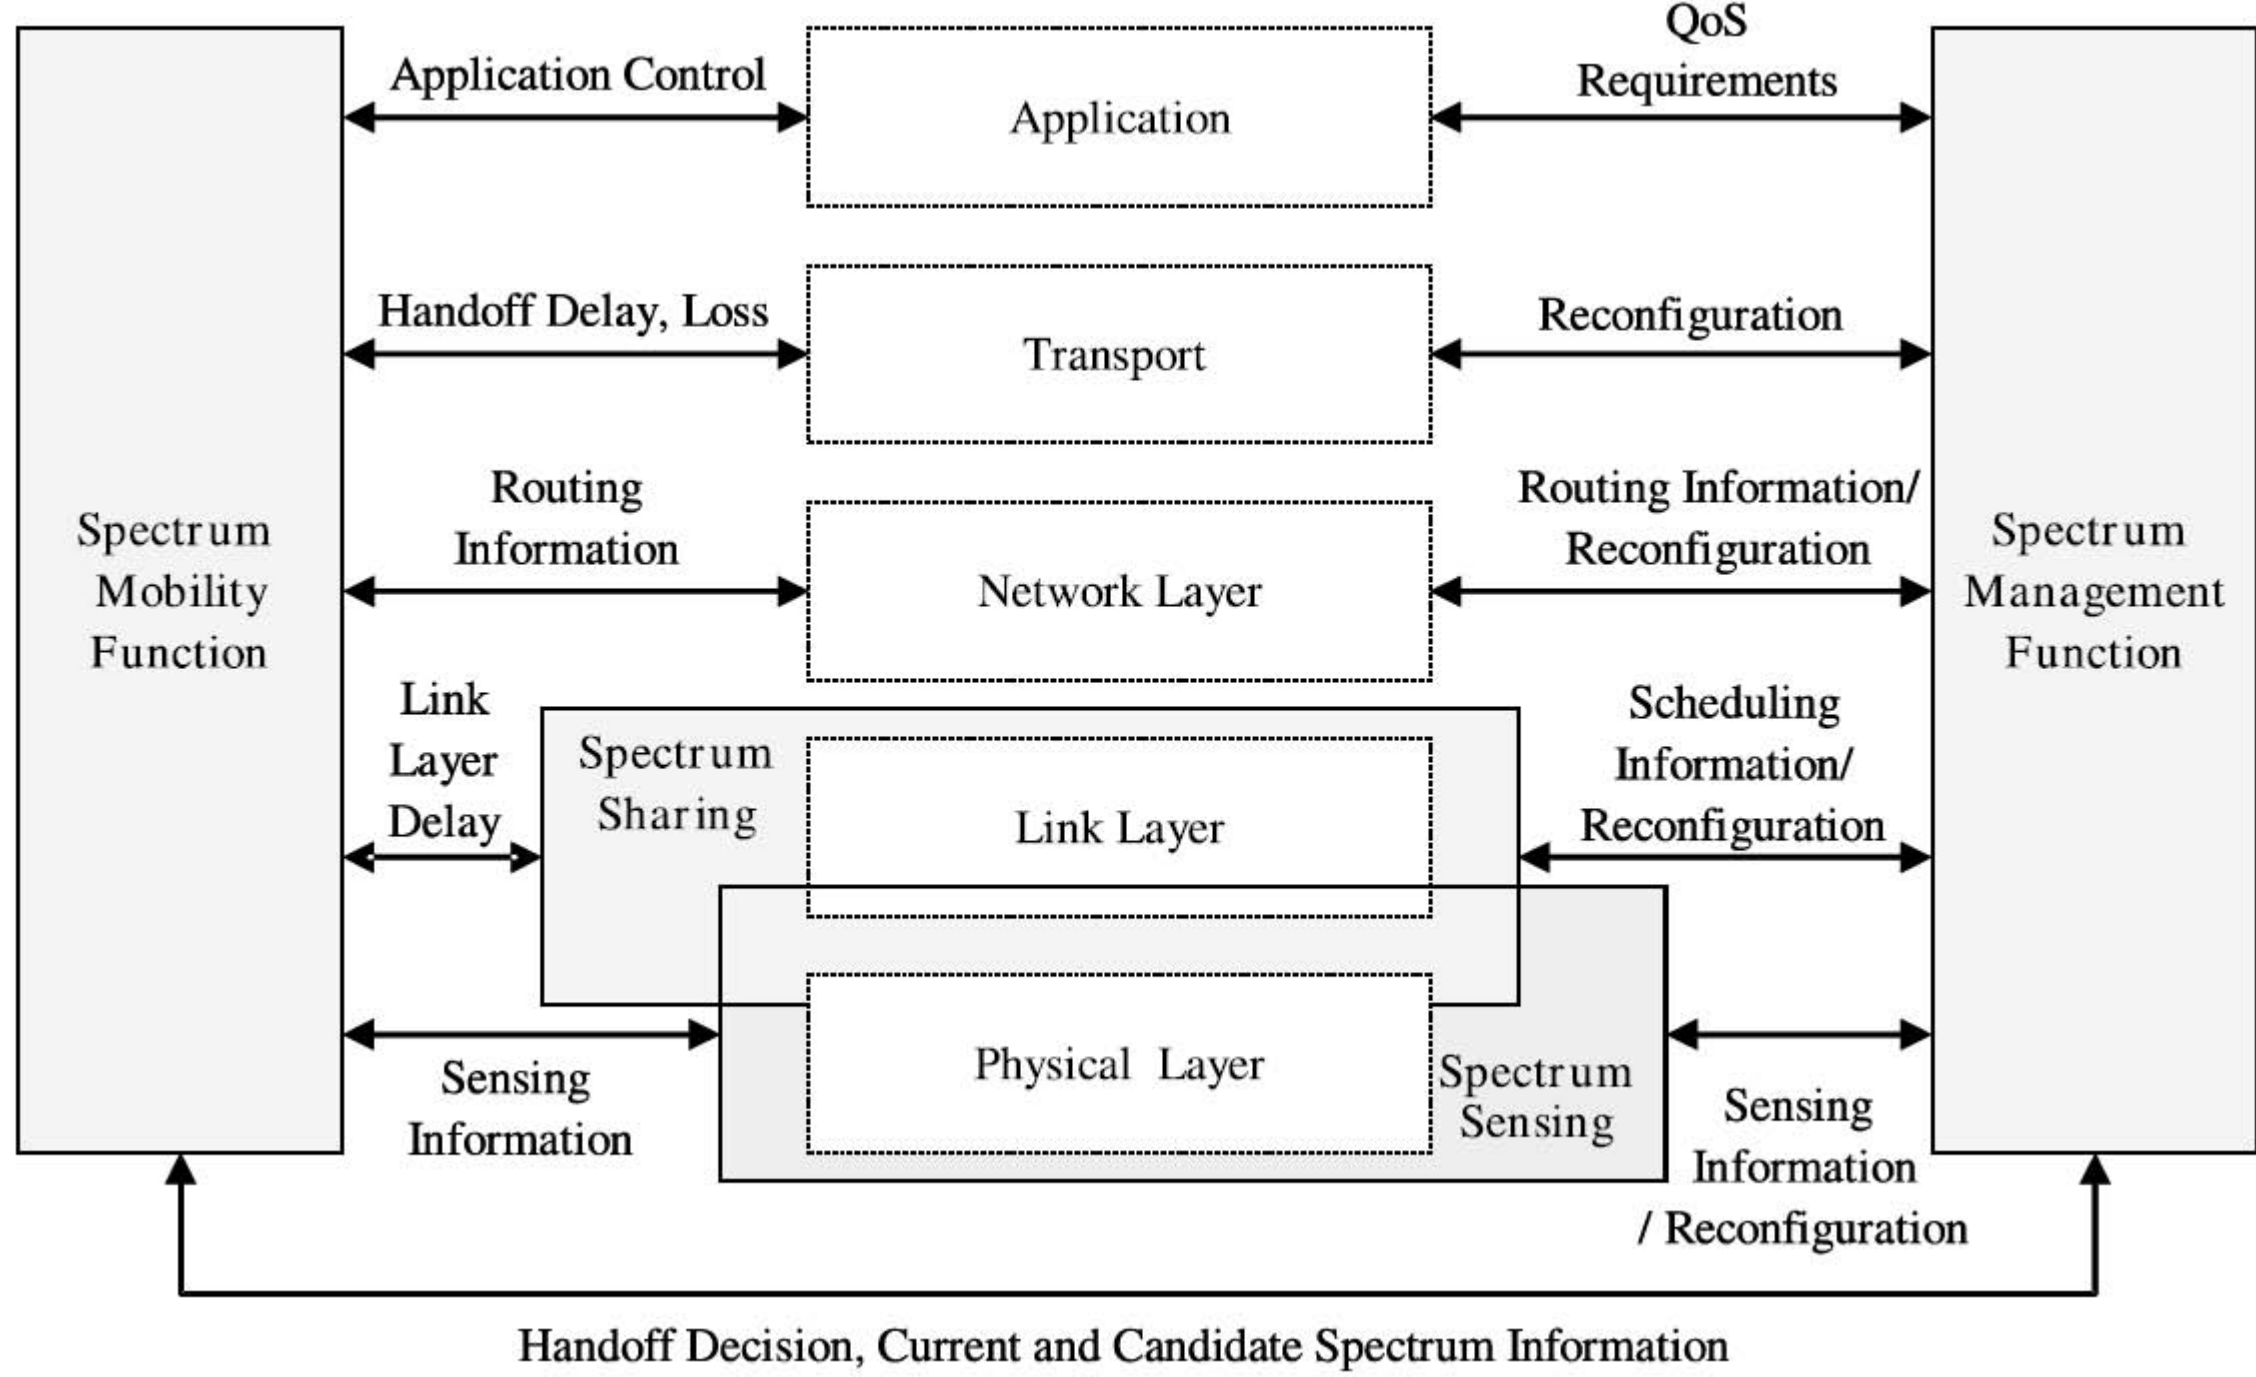 QoS
Requirements
Application Control
Application
Handoff Delay, Loss
Transport
Reconfiguration
Routing
Information
Network Layer
Routing Information/
Reconfiguration
Spectrum
Mobility
Function
Spectrum
Management
Function
Link
Layer
Delay
Spectrum
Sharing
Link Layer
Scheduling
Information/
Reconfiguration
Sensing
Information
Physical Layer
Spectrum
Sensing
Sensing
Information
/ Reconfiguration
Handoff Decision, Current and Candidate Spectrum Information